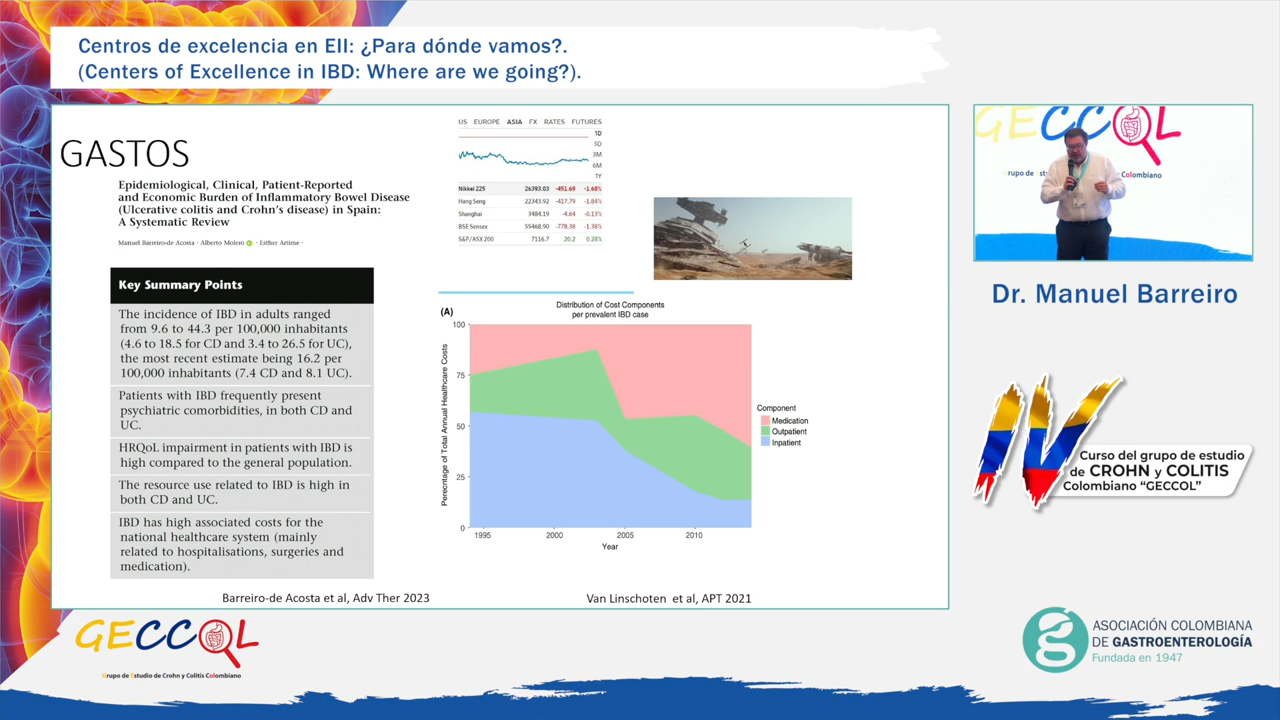 Centros de excelencia en EII: ¿Para dónde vamos?.
(Centers of Excellence in IBD: Where are we going?).
GASTOS
Epidemiological, Clinical, Patient-Reported
and Economic Burden of Inflammatory Bowel Disease
(Ulcerative colitis and Crohn's disease) in Spain:
A Systematic Review
Manuel Barreiro-de Acosta · Alberto Molero · Esther Artime ·
Key Summary Points
The incidence of IBD in adults ranged
from 9.6 to 44.3 per 100,000 inhabitants
(4.6 to 18.5 for CD and 3.4 to 26.5 for UC),
the most recent estimate being 16.2 per
100,000 inhabitants (7.4 CD and 8.1 UC).
Patients with IBD frequently present
psychiatric comorbidities, in both CD and
UC.
HRQoL impairment in patients with IBD is
high compared to the general population.
The resource use related to IBD is high in
both CD and UC.
IBD has high associated costs for the
national healthcare system (mainly
related to hospitalisations, surgeries and
medication).
Barreiro-de Acosta et al, Adv Ther 2023
US EUROPE ASIA FX RATES FUTURES
1D
5D
3M
6M
1Y
Nikkei 225 26393.03 -451.69 -1.68%
Hang Seng 22343.92 -417.79 -1.84%
Shanghai 3484.19 -4.64 -0.13%
BSE Sensex 55468.90 -778.38 -1.38%
S&P/ASX 200 7116.7 20.2 0.28%
(A)
Distribution of Cost Components
per prevalent IBD case
Perecntage of Total Annual Healthcare Costs
100
75
50
25
0
1995 2000 2005 2010
Year
Component
Medication
Outpatient
Inpatient
Van Linschoten et al, APT 2021
GECCOL
Colombiano
Dr. Manuel Barreiro
IV
Curso del grupo de estudio
de CROHN y COLITIS
Colombiano "GECCOL"
GECCOL
Grupo de Estudio de Crohn y Colitis Colombiano
ASOCIACIÓN COLOMBIANA
DE GASTROENTEROLOGÍA
Fundada en 1947